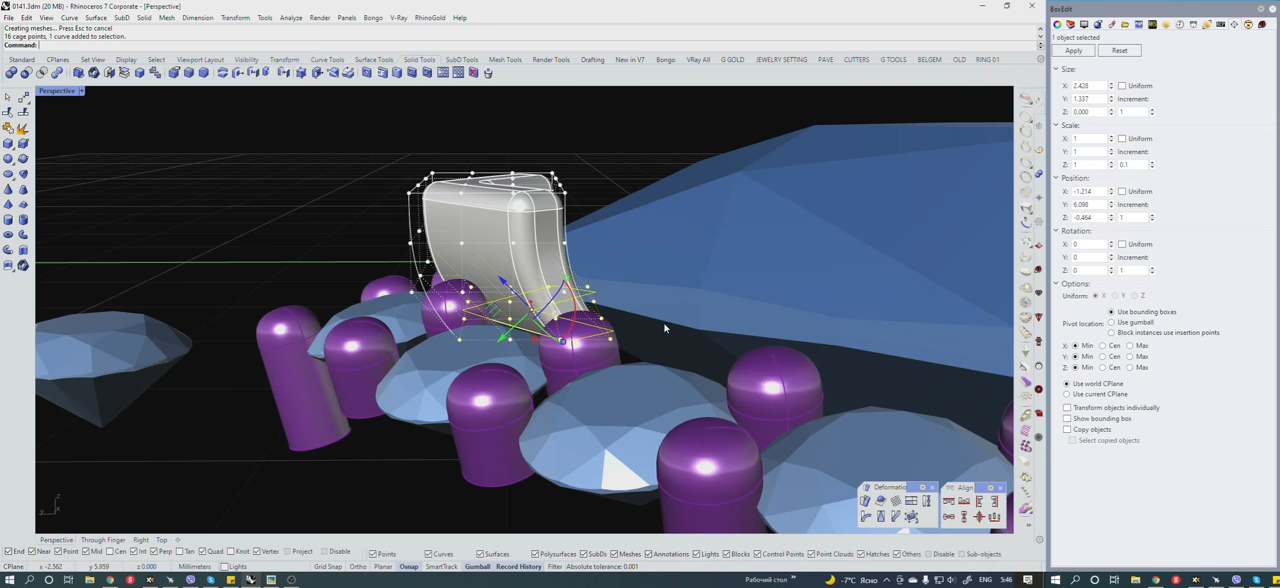 0141.3dm (20 MB) - Rhinoceros 7 Corporate - [Perspective]
File Edit View Curve Surface SubD Solid Mesh Dimension Transform Tools Analyze Render Panels Bongo V-Ray RhinoGold Help
Creating meshes... Press Esc to cancel
16 cage points, 1 curve added to selection.
Command:
Standard CPlanes Set View Display Select Viewport Layout Visibility Transform Curve Tools Surface Tools Solid Tools SubD Tools Mesh Tools Render Tools Drafting New in V7 Bongo VRay All G GOLD JEWELRY SETTING PAVE CUTTERS G TOOLS BELGEM OLD RING 01
Perspective
z
y x
Deformatio
Align
Perspective Through Finger Right Top
End Near Point Mid Cen Int Perp Tan Quad Knot Vertex Project Disable Points Curves Surfaces Polysurfaces SubDs Meshes Annotations Lights Blocks Control Points Point Clouds Hatches Others Disable Sub-objects
CPlane x -2.562 y 5.959 z 0.000 Millimeters Lights Grid Snap Ortho Planar Osnap SmartTrack Gumball Record History Filter Absolute tolerance: 0.001
BoxEdit
1 object selected
Apply Reset
Size:
X: 2.428 Uniform
Y: 1.337 Increment:
Z: 0.000 1
Scale:
X: 1 Uniform
Y: 1 Increment:
Z: 1 0.1
Position:
X: -1.214 Uniform
Y: 6.098 Increment:
Z: -0.464 1
Rotation:
X: 0 Uniform
Y: 0 Increment:
Z: 0 1
Options:
Uniform: X Y Z
Use bounding boxes
Pivot location: Use gumball
Block instances use insertion points
X: Min Cen Max
Y: Min Cen Max
Z: Min Cen Max
Use world CPlane
Use current CPlane
Transform objects individually
Show bounding box
Copy objects
Select copied objects
Рабочий стол -7°C Ясно ENG 5:46